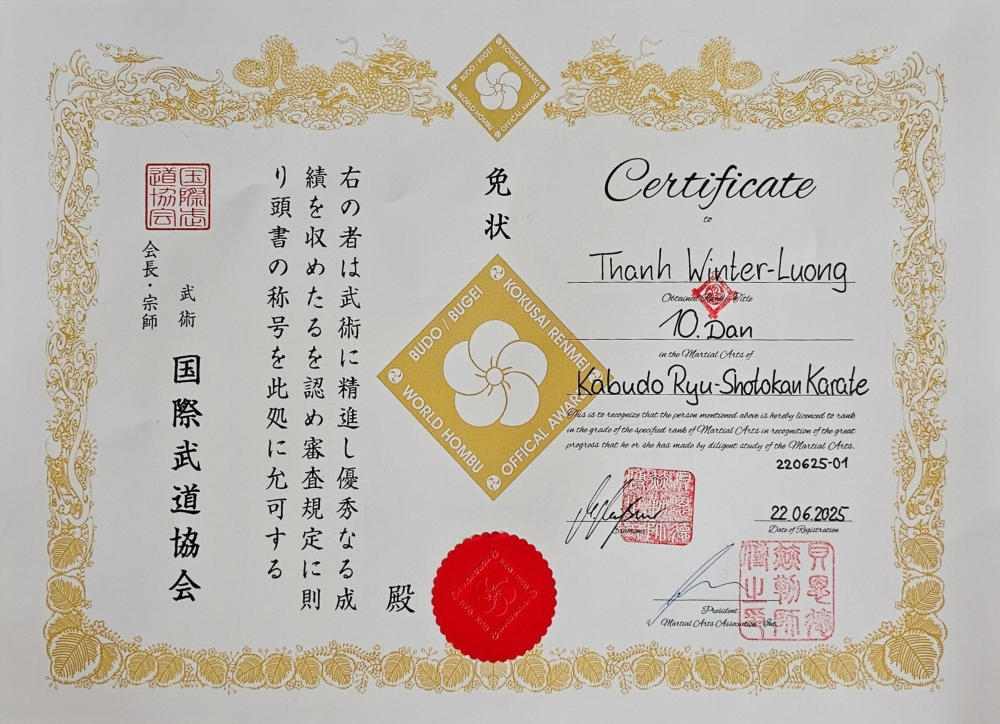 BUDO / BUGEI
KOKUSAI RENMEI
WORLD HOMBU
OFFICAL AWARD
免状
右の者は武術に精進し優秀なる成
績を収めたるを認め審査規定に則
り頭書の称号を此処に允可する
殿
武術
国際武道協会
会長・宗師
国際武道協会
BUDO / BUGEI
KOKUSAI RENMEI
WORLD HOMBU
OFFICAL AWARD
Certificate
to
Thanh Winter-Luong
Obtained Rank / Title
10. Dan
in the Martial Arts of
Kabudo Ryu-Shotokan Karate
This is to recognize that the person mentioned above is hereby licenced to rank
in the grade of the specified rank of Martial Arts in recognition of the great
progress that he or she has made by diligent study of the Martial Arts.
220625-01
22.06.2025
Date of Registration
President
Martial Arts Association, Inc.